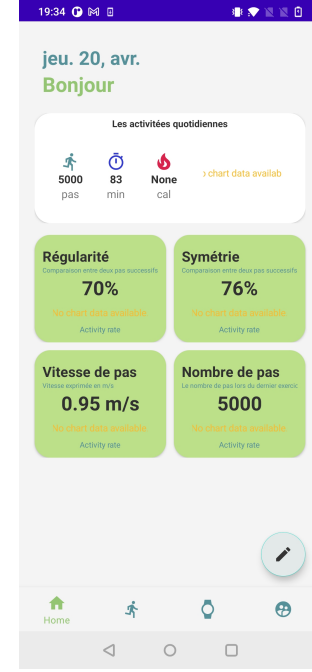 19:34
jeu. 20, avr.
Bonjour
Les activitées quotidiennes
5000 83 None
pas min cal
chart data availab
Régularité
Comparaison entre deux pas successifs
70%
No chart data available.
Activity rate
Symétrie
Comparaison entre deux pas successifs
76%
No chart data available.
Activity rate
Vitesse de pas
Vitesse exprimée en m/s
0.95 m/s
No chart data available.
Activity rate
Nombre de pas
Le nombre de pas lors du dernier exercic
5000
No chart data available.
Activity rate
Home